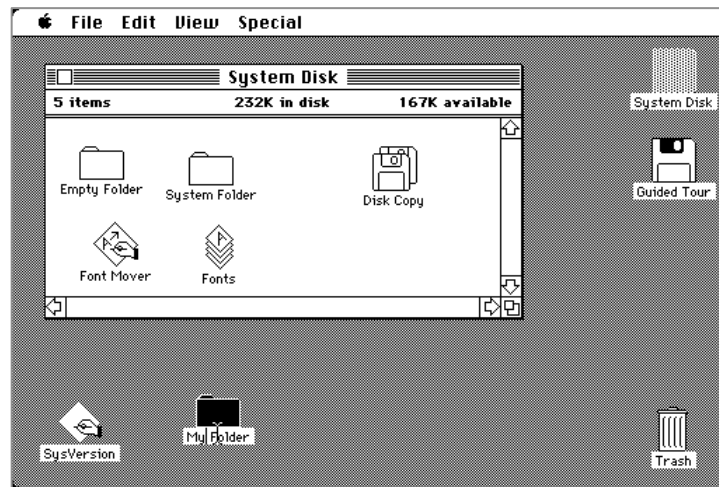 File Edit View Special
System Disk
5 items 232K in disk 167K available
System Disk
Empty Folder System Folder Disk Copy Guided Tour
Font Mover Fonts
SysVersion My Folder Trash